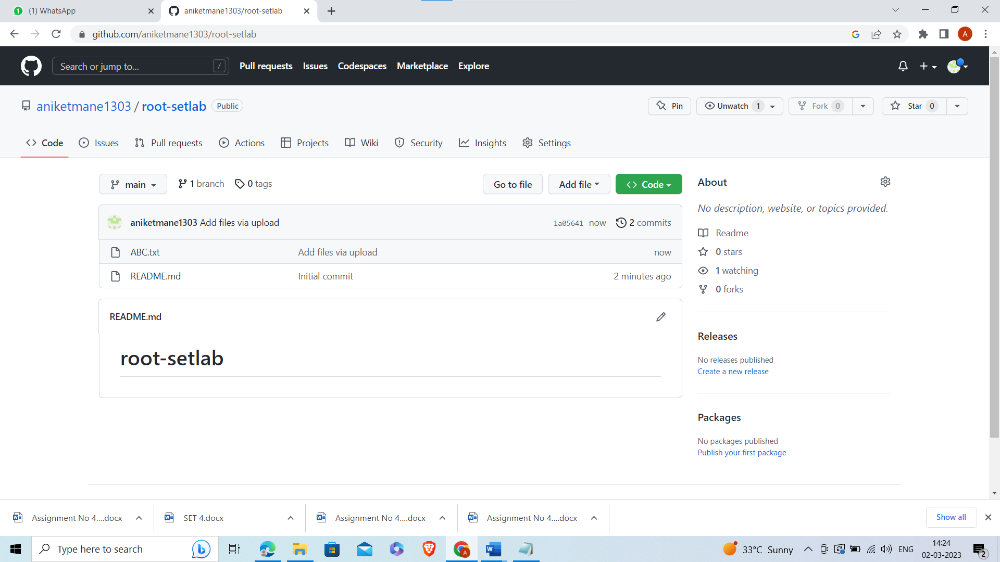 (1) WhatsApp
aniketmane1303/root-setlab
github.com/aniketmane1303/root-setlab
A
Search or jump to...
/
Pull requests Issues Codespaces Marketplace Explore
aniketmane1303 / root-setlab Public
Pin
Unwatch 1
Fork 0
Star 0
Code Issues Pull requests Actions Projects Wiki Security Insights Settings
main
1 branch 0 tags
Go to file
Add file
Code
aniketmane1303 Add files via upload 1a05641 now 2 commits
ABC.txt Add files via upload now
README.md Initial commit 2 minutes ago
README.md
root-setlab
About
No description, website, or topics provided.
Readme
0 stars
1 watching
0 forks
Releases
No releases published
Create a new release
Packages
No packages published
Publish your first package
Assignment No 4....docx
SET 4.docx
Assignment No 4....docx
Assignment No 4....docx
Show all
Type here to search
33°C Sunny
ENG
14:24
02-03-2023
2